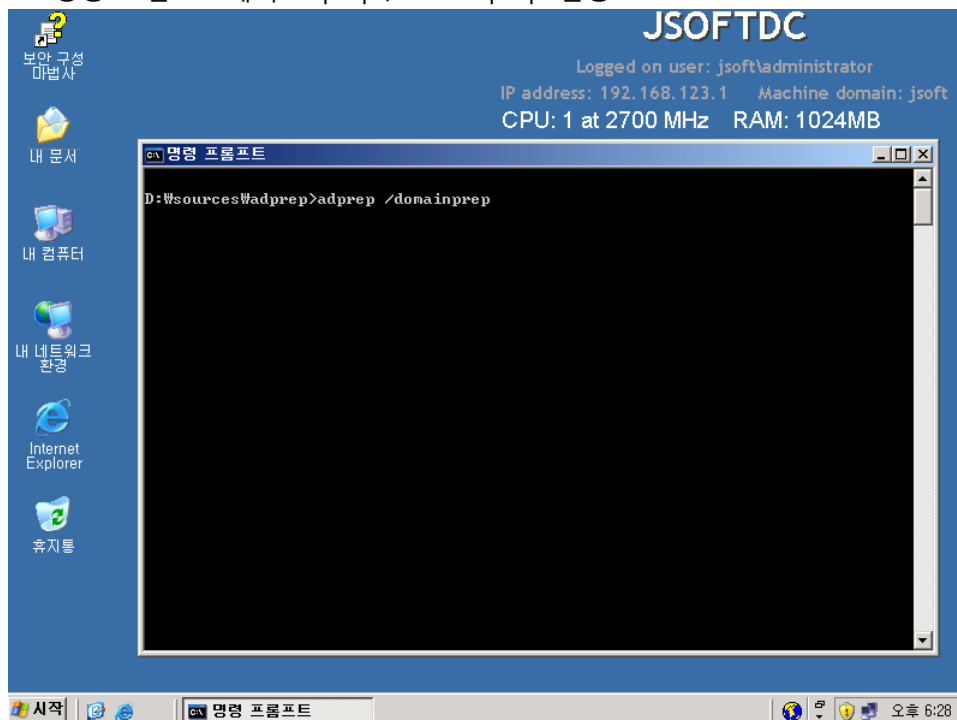 JSOFTDC
Logged on user: jsoft\administrator
IP address: 192.168.123.1 Machine domain: jsoft
CPU: 1 at 2700 MHz RAM: 1024MB
보안 구성
마법사
내 문서
내 컴퓨터
내 네트워크
환경
Internet
Explorer
휴지통
명령 프롬프트
D:₩sources₩adprep>adprep /domainprep
시작
명령 프롬프트
오후 6:28